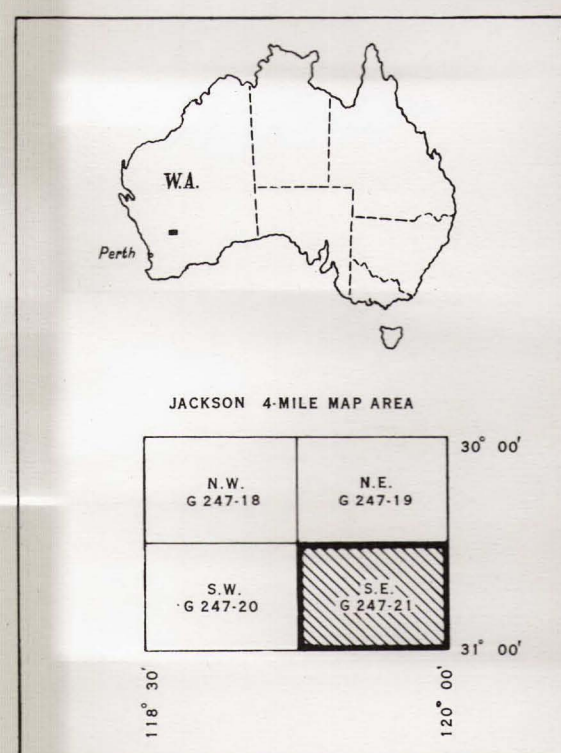 W.A.
Perth
JACKSON 4-MILE MAP AREA
30° 00'
N.W.
G 247-18
N.E.
G 247-19
S.W.
G 247-20
S.E.
G 247-21
31° 00'
118° 30'
120° 00'